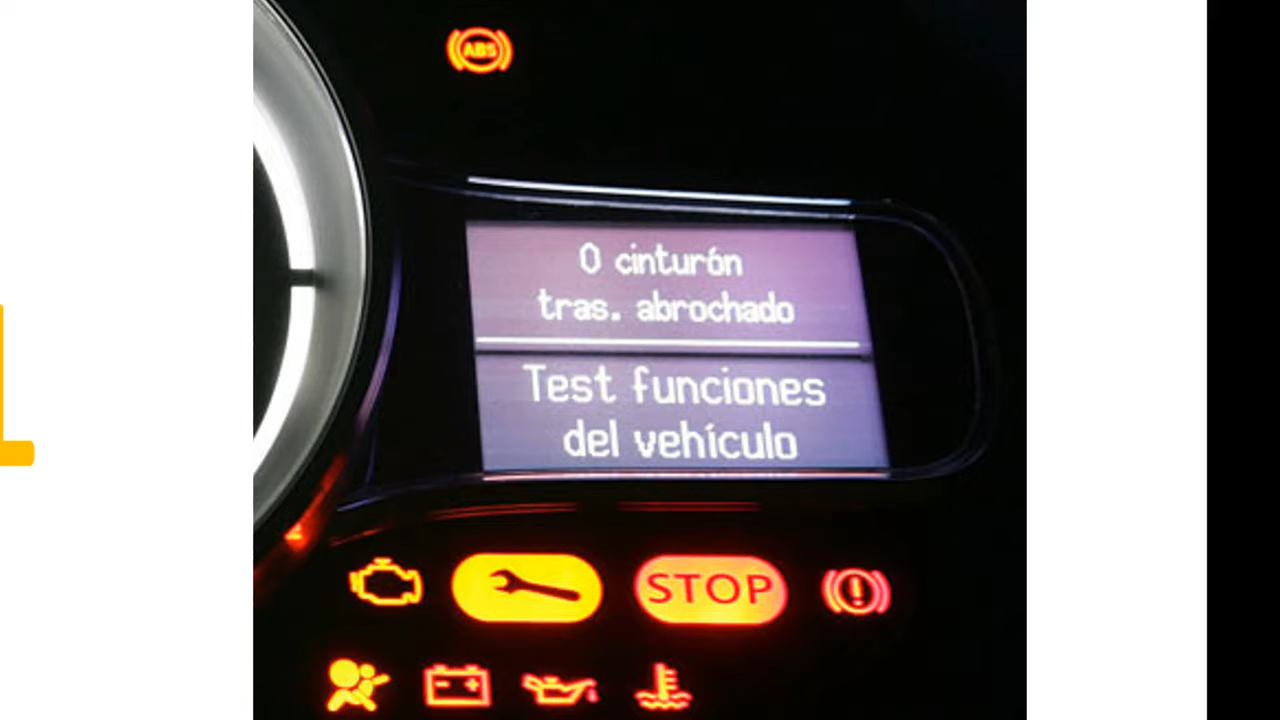 ABS
0 cinturón
tras. abrochado
Test funciones
del vehículo
STOP